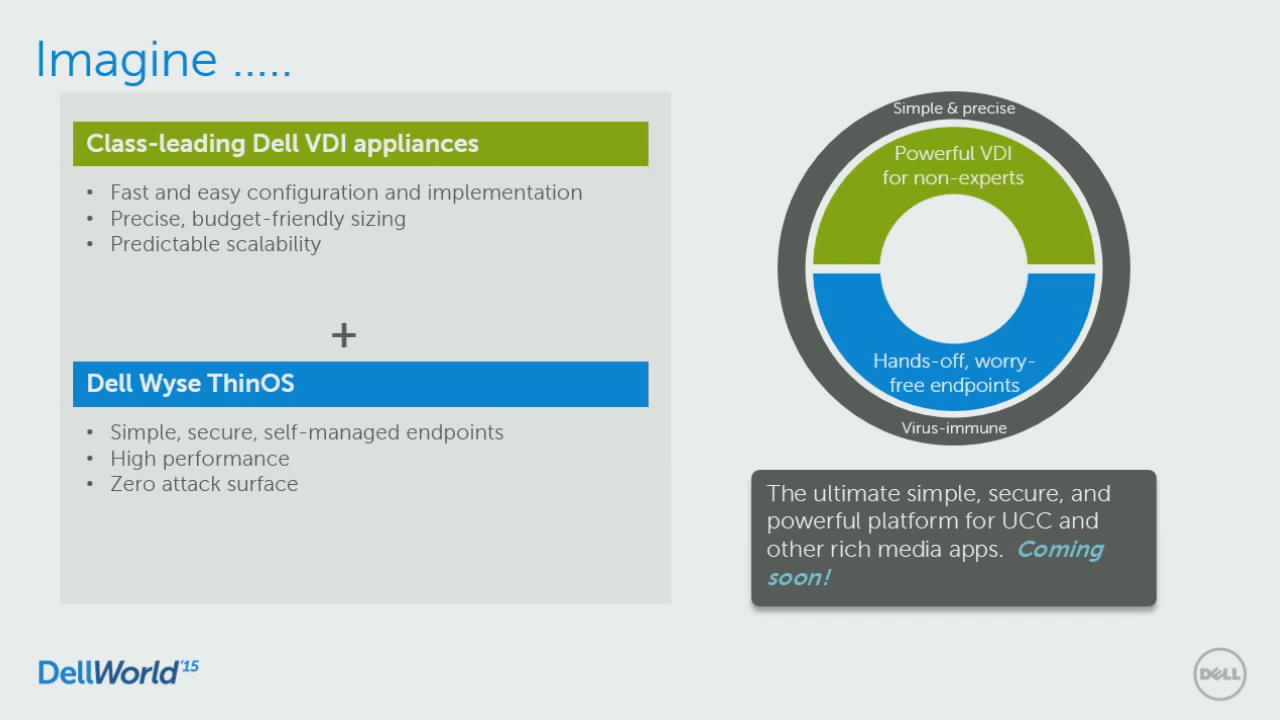 Imagine .....
Class-leading Dell VDI appliances
• Fast and easy configuration and implementation
• Precise, budget-friendly sizing
• Predictable scalability
+
Dell Wyse ThinOS
• Simple, secure, self-managed endpoints
• High performance
• Zero attack surface
Simple & precise
Powerful VDI
for non-experts
Hands-off, worry-
free endpoints
Virus-immune
The ultimate simple, secure, and
powerful platform for UCC and
other rich media apps. Coming
soon!
DellWorld'15
DELL